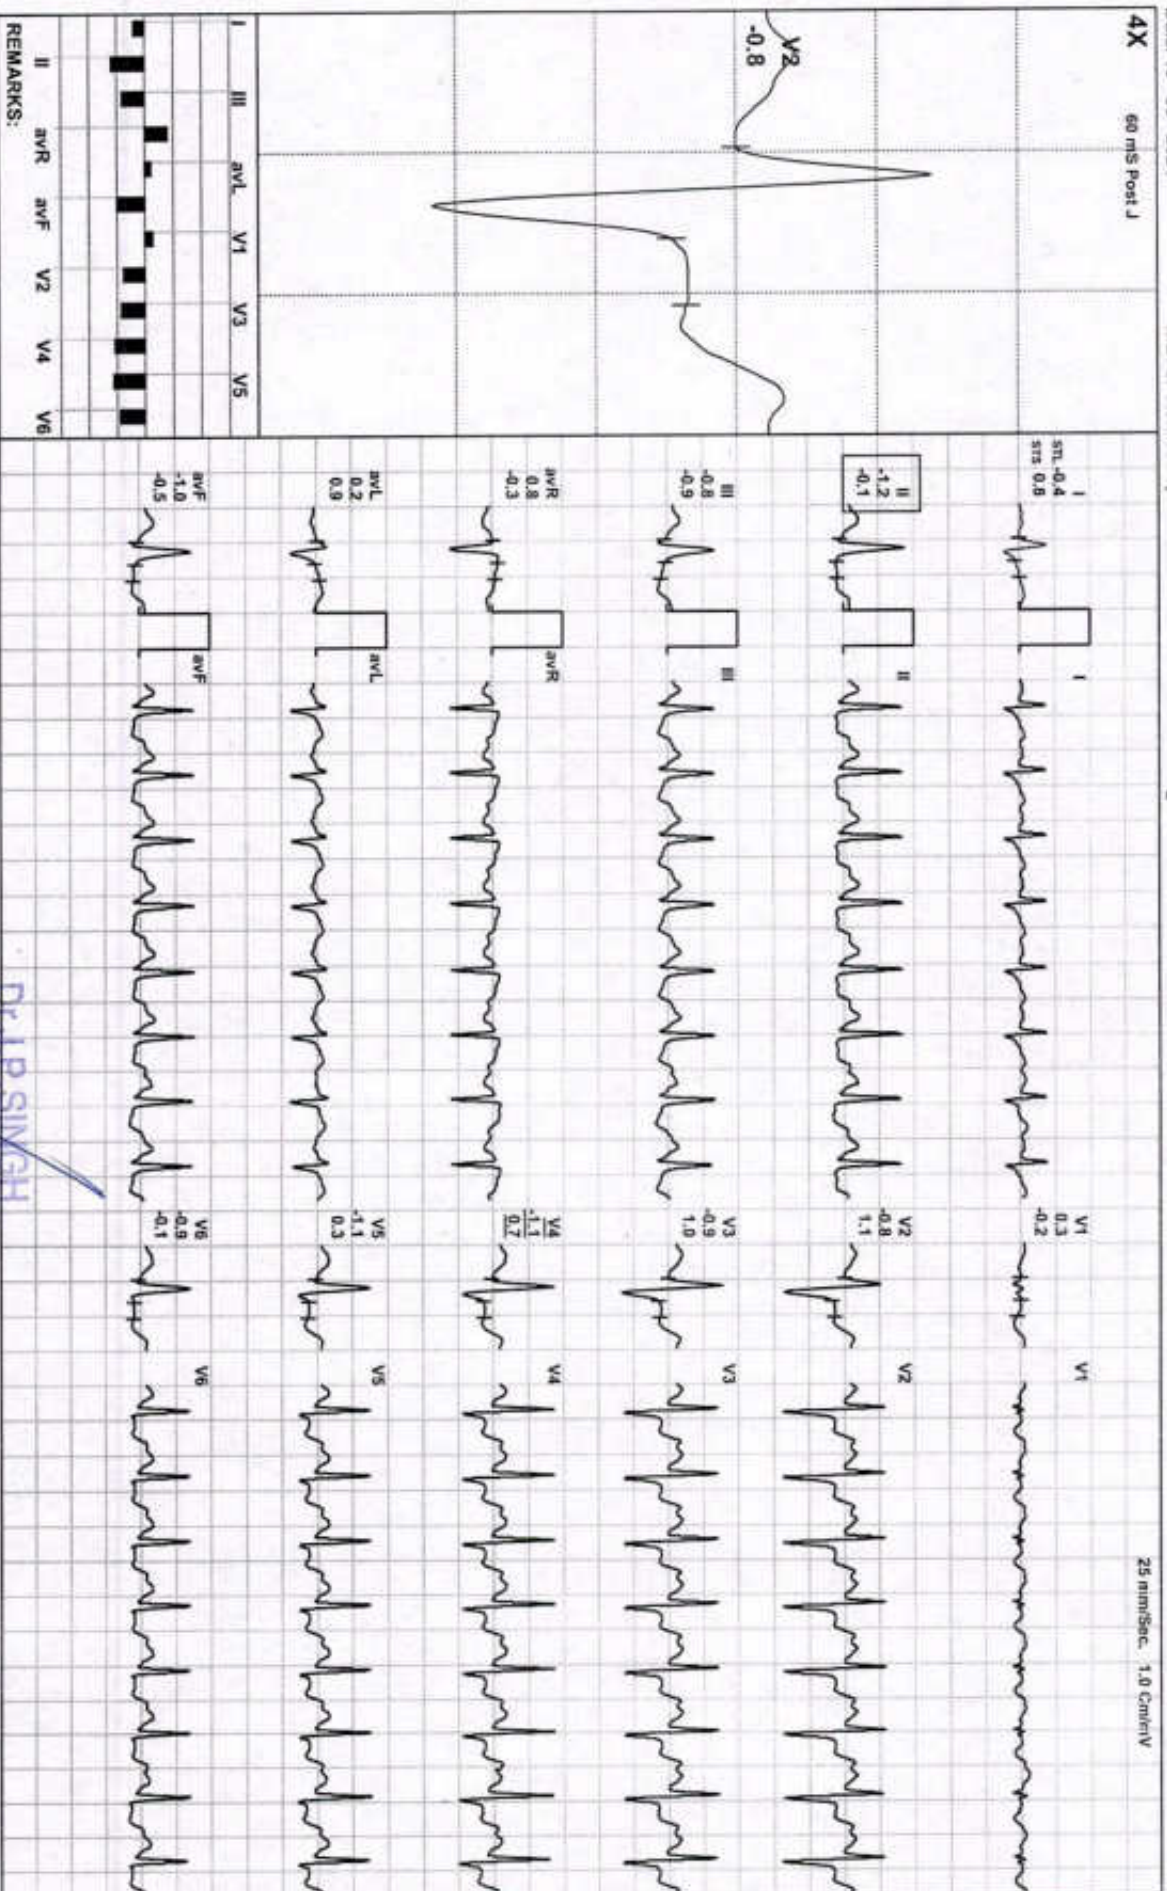 4X
60 mS Post J
25 mm/Sec. 1.0 Cm/mV
V2
-0.8
I
STL -0.4
STS 0.6
I
V1
0.3
-0.2
V1
II
-1.2
-0.1
II
V2
-0.8
1.1
V2
III
-0.8
-0.9
III
V3
-0.9
1.0
V3
avR
0.8
-0.3
avR
V4
-1.1
0.7
V4
avL
0.2
0.9
avL
V5
-1.1
0.3
V5
avF
-1.0
-0.5
avF
V6
-0.9
-0.1
V6
I III avL V1 V3 V5
II avR avF V2 V4 V6
REMARKS:
Dr. J.P. SINGH